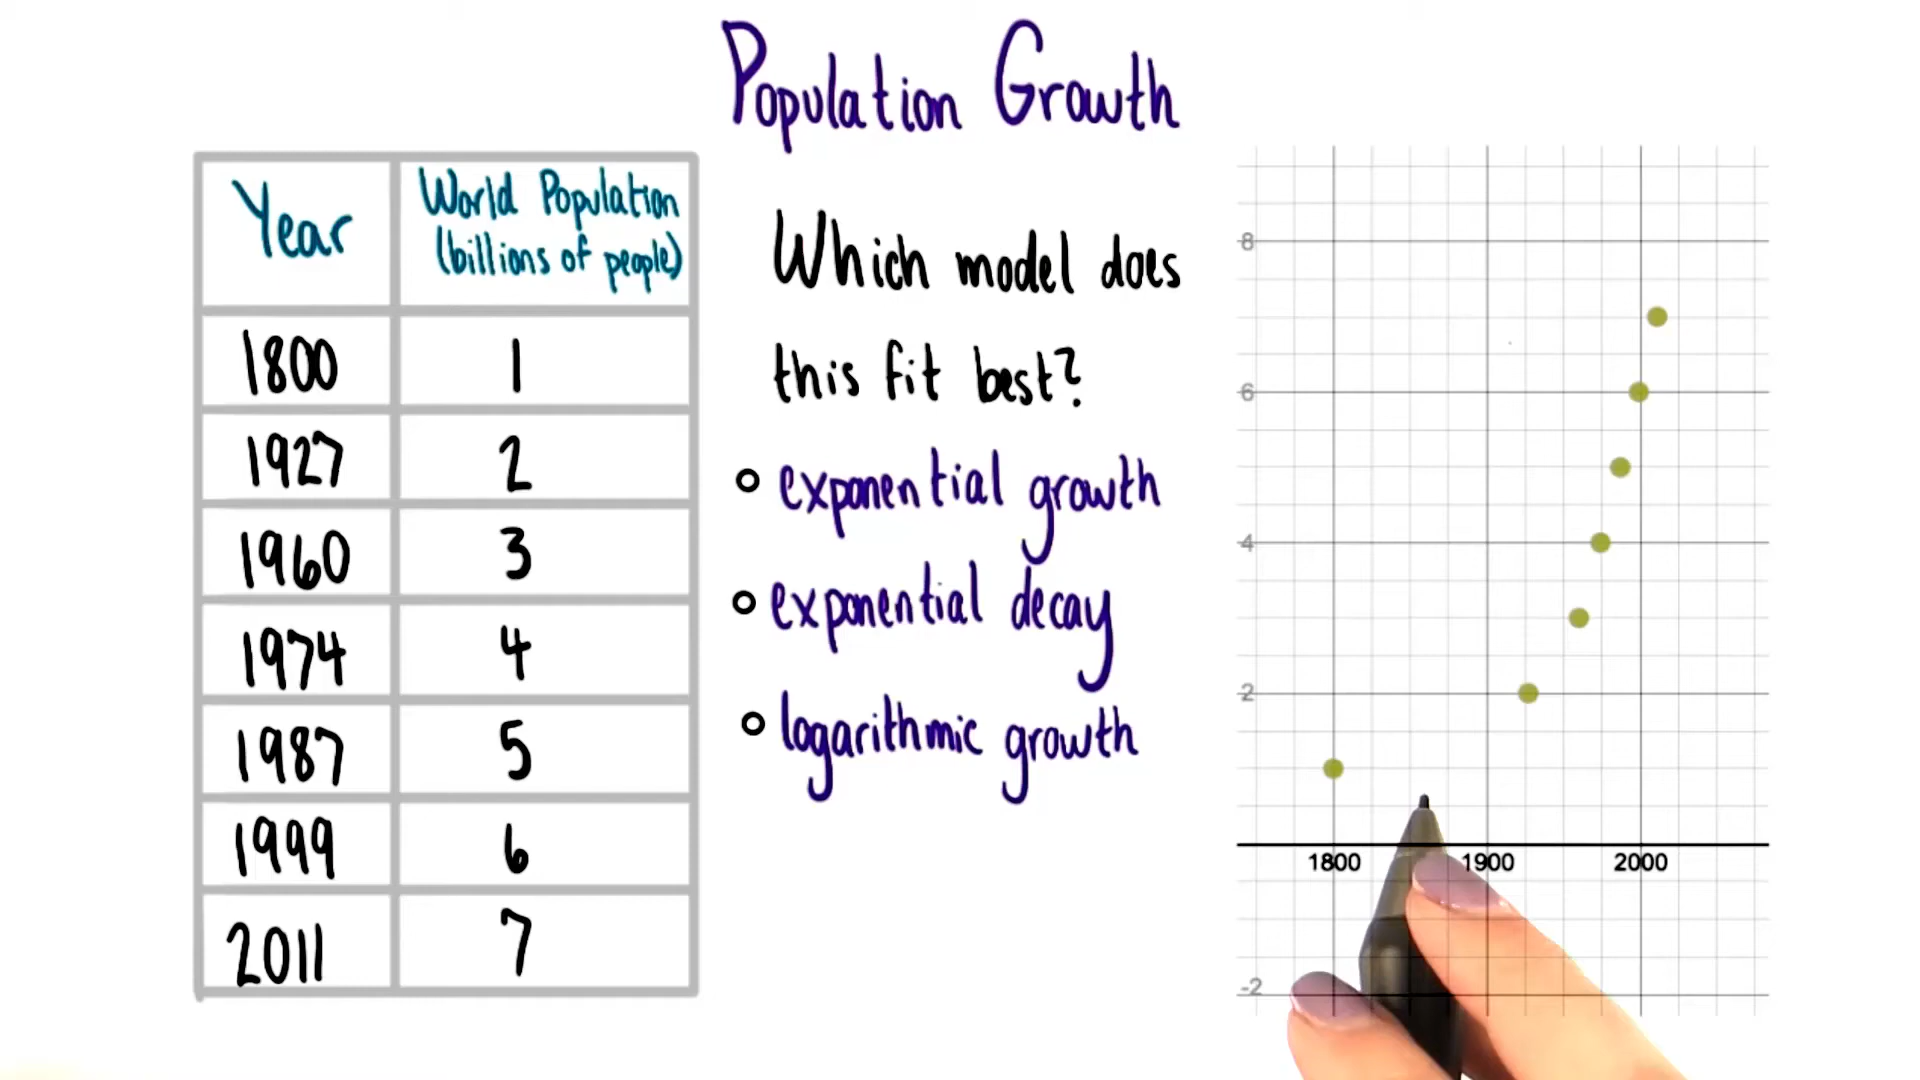 Population Growth
Year
World Population
(billions of people)
1800 1
1927 2
1960 3
1974 4
1987 5
1999 6
2011 7
Which model does
this fit best?
exponential growth
exponential decay
logarithmic growth
8
6
4
2
1800 1900 2000
-2